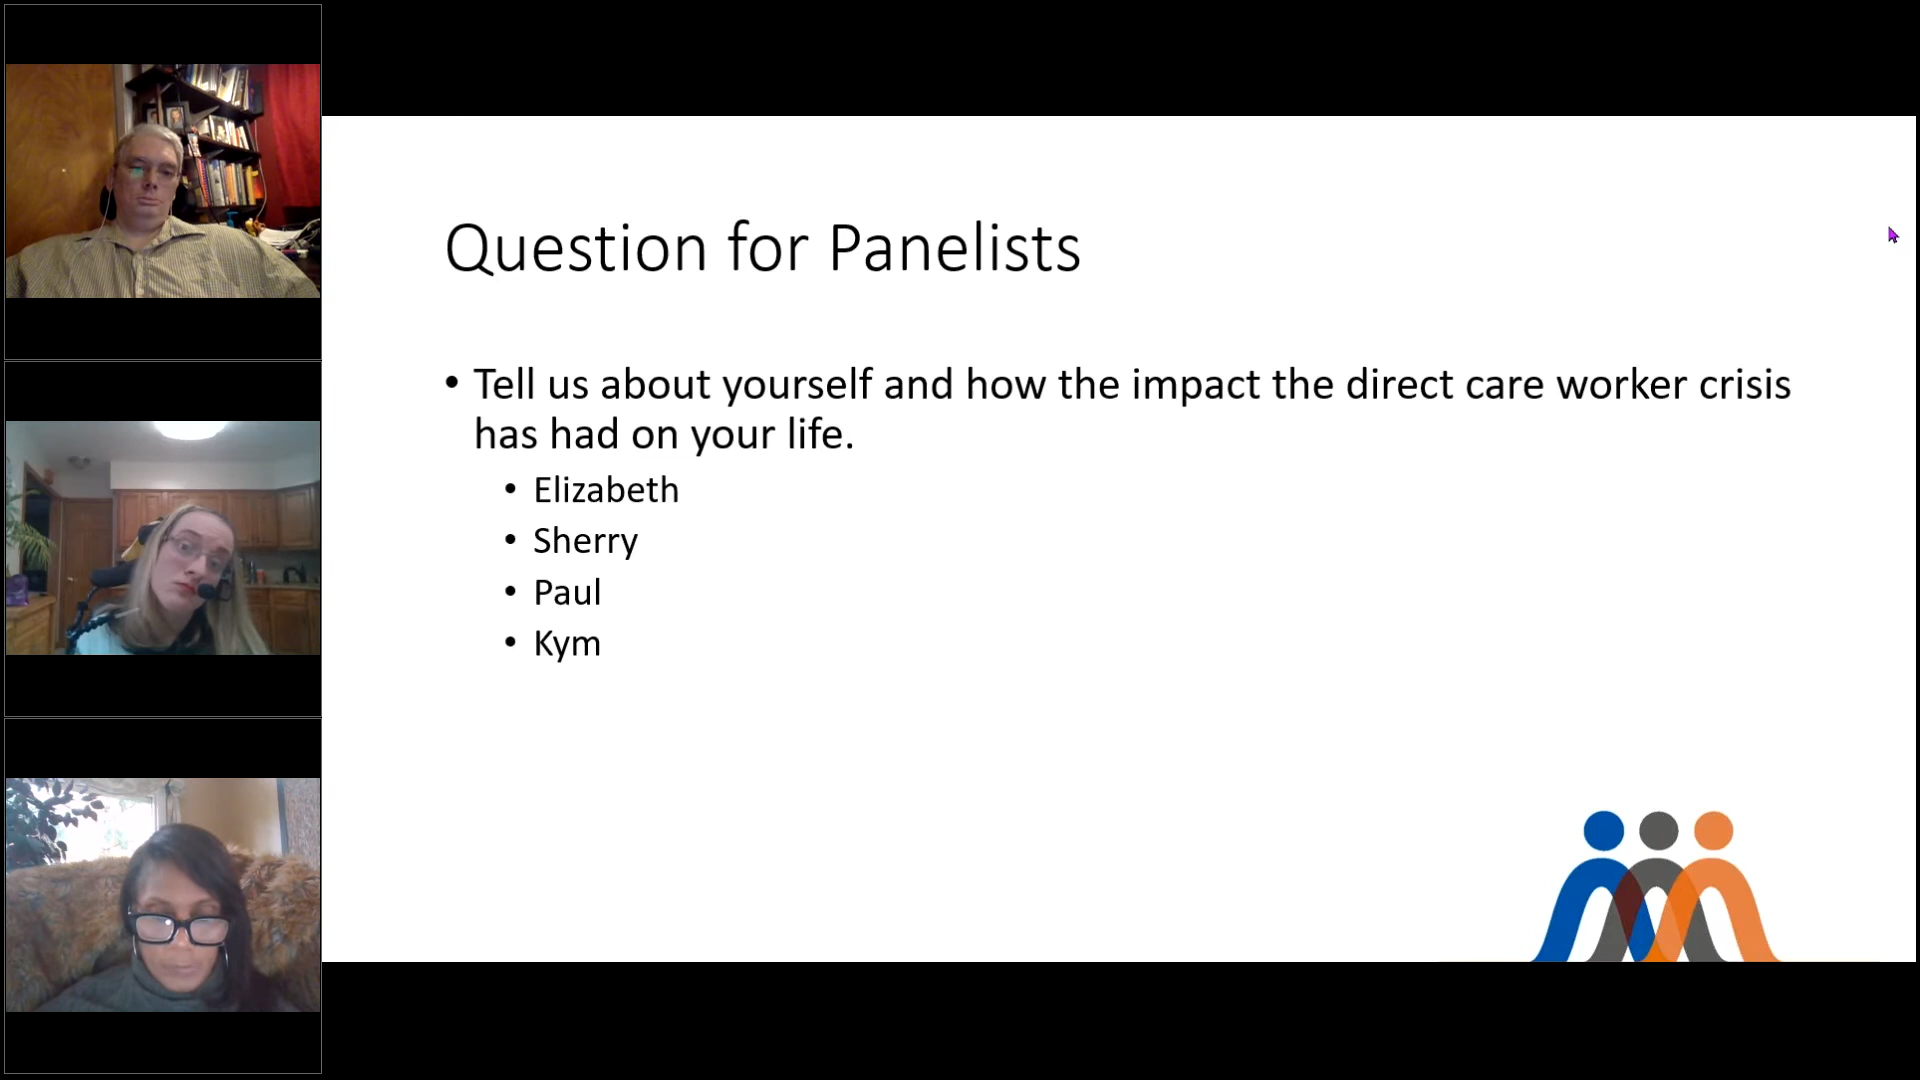 Question for Panelists
• Tell us about yourself and how the impact the direct care worker crisis
has had on your life.
• Elizabeth
• Sherry
• Paul
• Kym